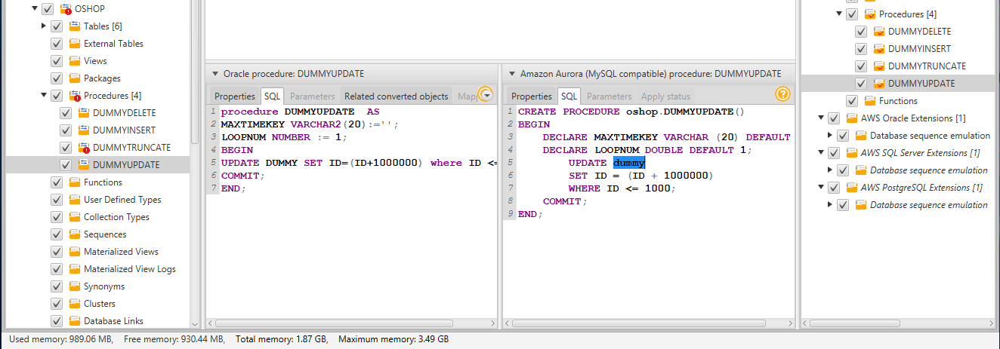 OSHOP
Tables [6]
External Tables
Views
Packages
Procedures [4]
DUMMYDELETE
DUMMYINSERT
DUMMYTRUNCATE
DUMMYUPDATE
Functions
User Defined Types
Collection Types
Sequences
Materialized Views
Materialized View Logs
Synonyms
Clusters
Database Links
Oracle procedure: DUMMYUPDATE
Properties SQL Parameters Related converted objects Mapp
1 procedure DUMMYUPDATE AS
2 MAXTIMEKEY VARCHAR2(20):='';
3 LOOPNUM NUMBER := 1;
4 BEGIN
5 UPDATE DUMMY SET ID=(ID+1000000) where ID <=
6 COMMIT;
7 END;
Amazon Aurora (MySQL compatible) procedure: DUMMYUPDATE
Properties SQL Parameters Apply status ?
1 CREATE PROCEDURE oshop.DUMMYUPDATE()
2 BEGIN
3 DECLARE MAXTIMEKEY VARCHAR (20) DEFAULT
4 DECLARE LOOPNUM DOUBLE DEFAULT 1;
5 UPDATE dummy
6 SET ID = (ID + 1000000)
7 WHERE ID <= 1000;
8 COMMIT;
9 END;
Procedures [4]
DUMMYDELETE
DUMMYINSERT
DUMMYTRUNCATE
DUMMYUPDATE
Functions
AWS Oracle Extensions [1]
Database sequence emulation
AWS SQL Server Extensions [1]
Database sequence emulation
AWS PostgreSQL Extensions [1]
Database sequence emulation
Used memory: 989.06 MB, Free memory: 930.44 MB, Total memory: 1.87 GB, Maximum memory: 3.49 GB